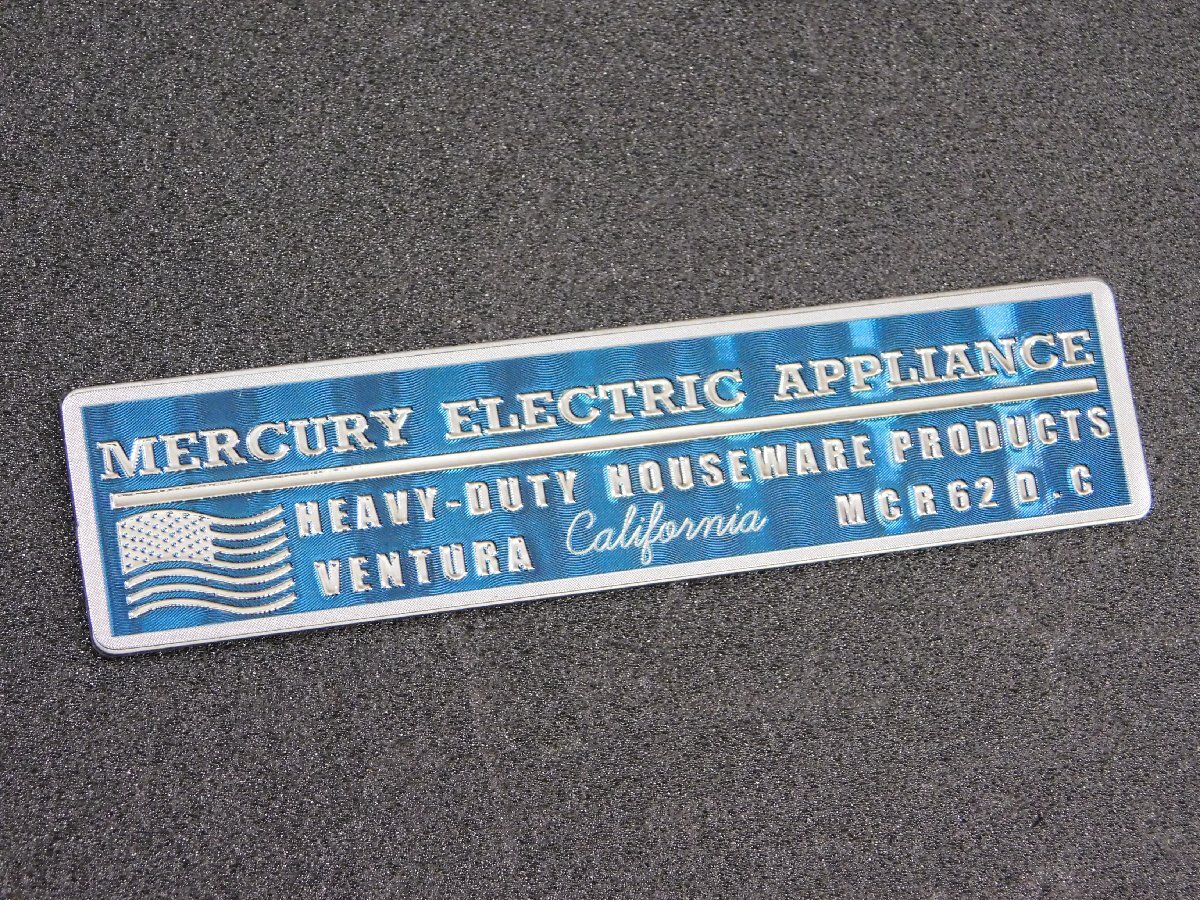 MERCURY ELECTRIC APPLIANCE
HEAVY-DUTY HOUSEWARE PRODUCTS
VENTURA California MCR62 D.C